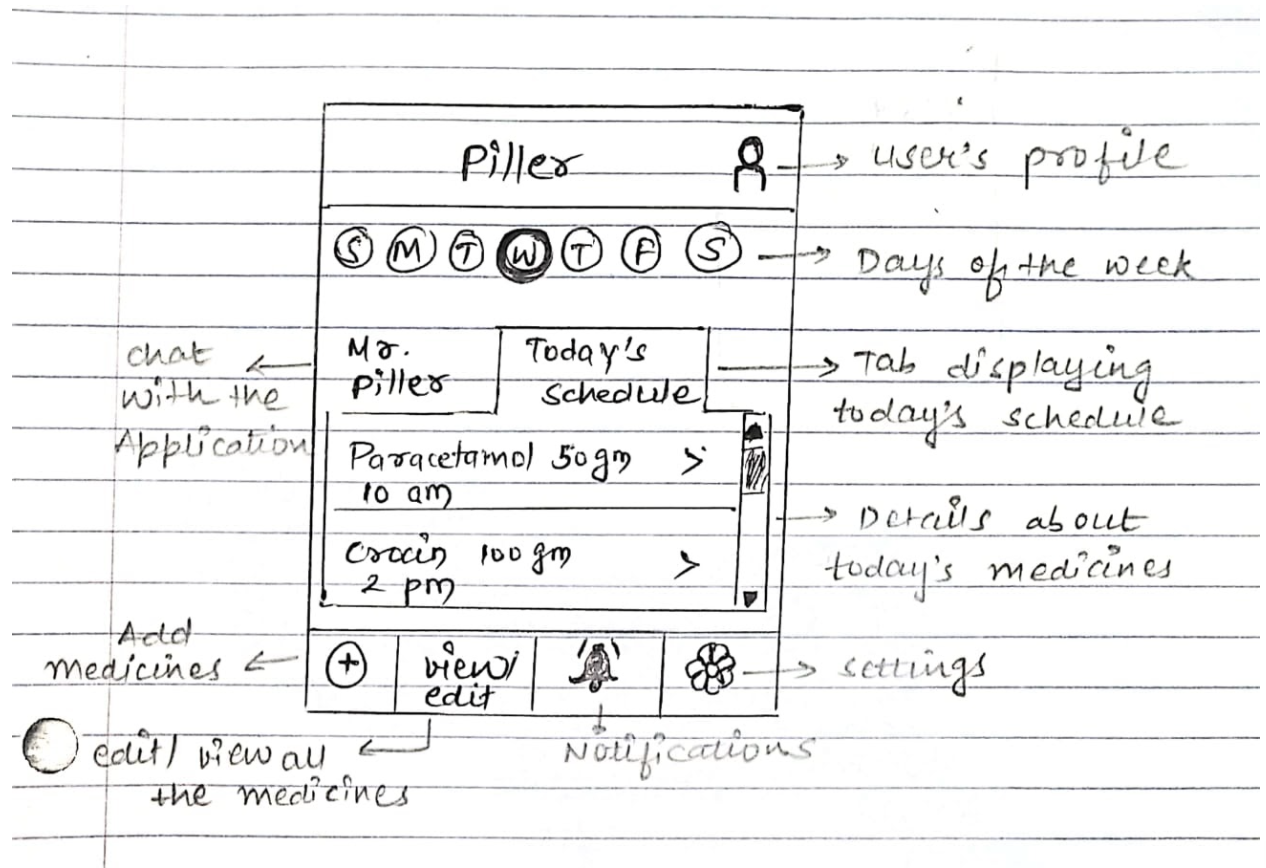 Piller
user's profile
S M T W T F S
Days of the week
chat
with the
Application
Mr.
Piller
Today's
schedule
Tab displaying
today's schedule
Paracetamol 50gm >
10 am
Crocin 100 gm >
2 pm
Details about
today's medicines
Add
medicines
+
view/
edit
settings
edit/ view all
the medicines
Notifications